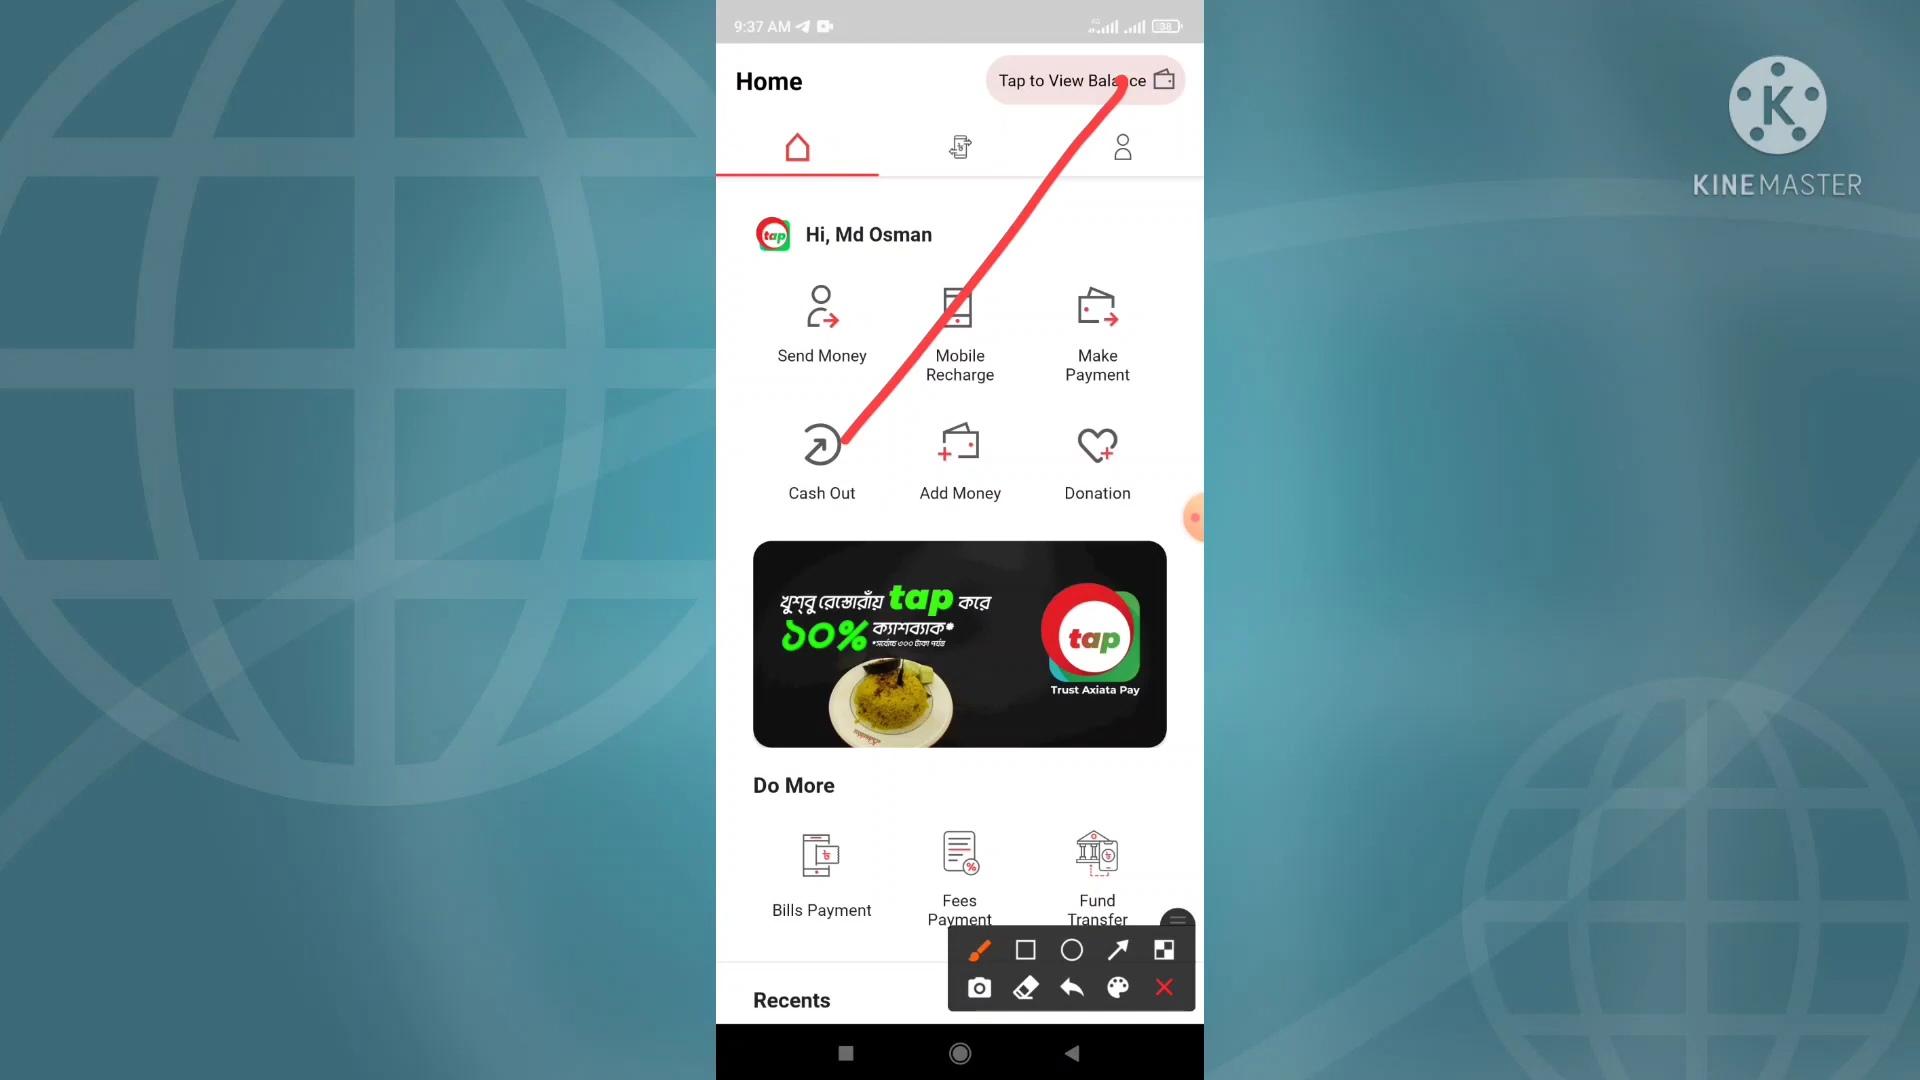 9:37 AM
38
Home
Tap to View Balance
K
KINEMASTER
tap
Hi, Md Osman
Send Money
Mobile
Recharge
Make
Payment
Cash Out
Add Money
Donation
খুশ্‌বু রেস্তোরাঁয় tap করে
১০% ক্যাশব্যাক*
*সর্বোচ্চ ৩০০ টাকা পর্যন্ত
tap
Trust Axiata Pay
Do More
Bills Payment
Fees
Payment
Fund
Transfer
Recents